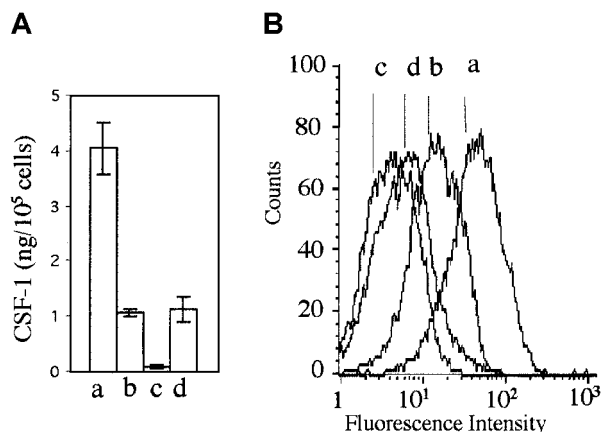 A
CSF-1 (ng/10⁵ cells)
5
4
3
2
1
0
a b c d
B
Counts
100
80
60
40
20
0
c d b a
1 10¹ 10² 10³
Fluorescence Intensity